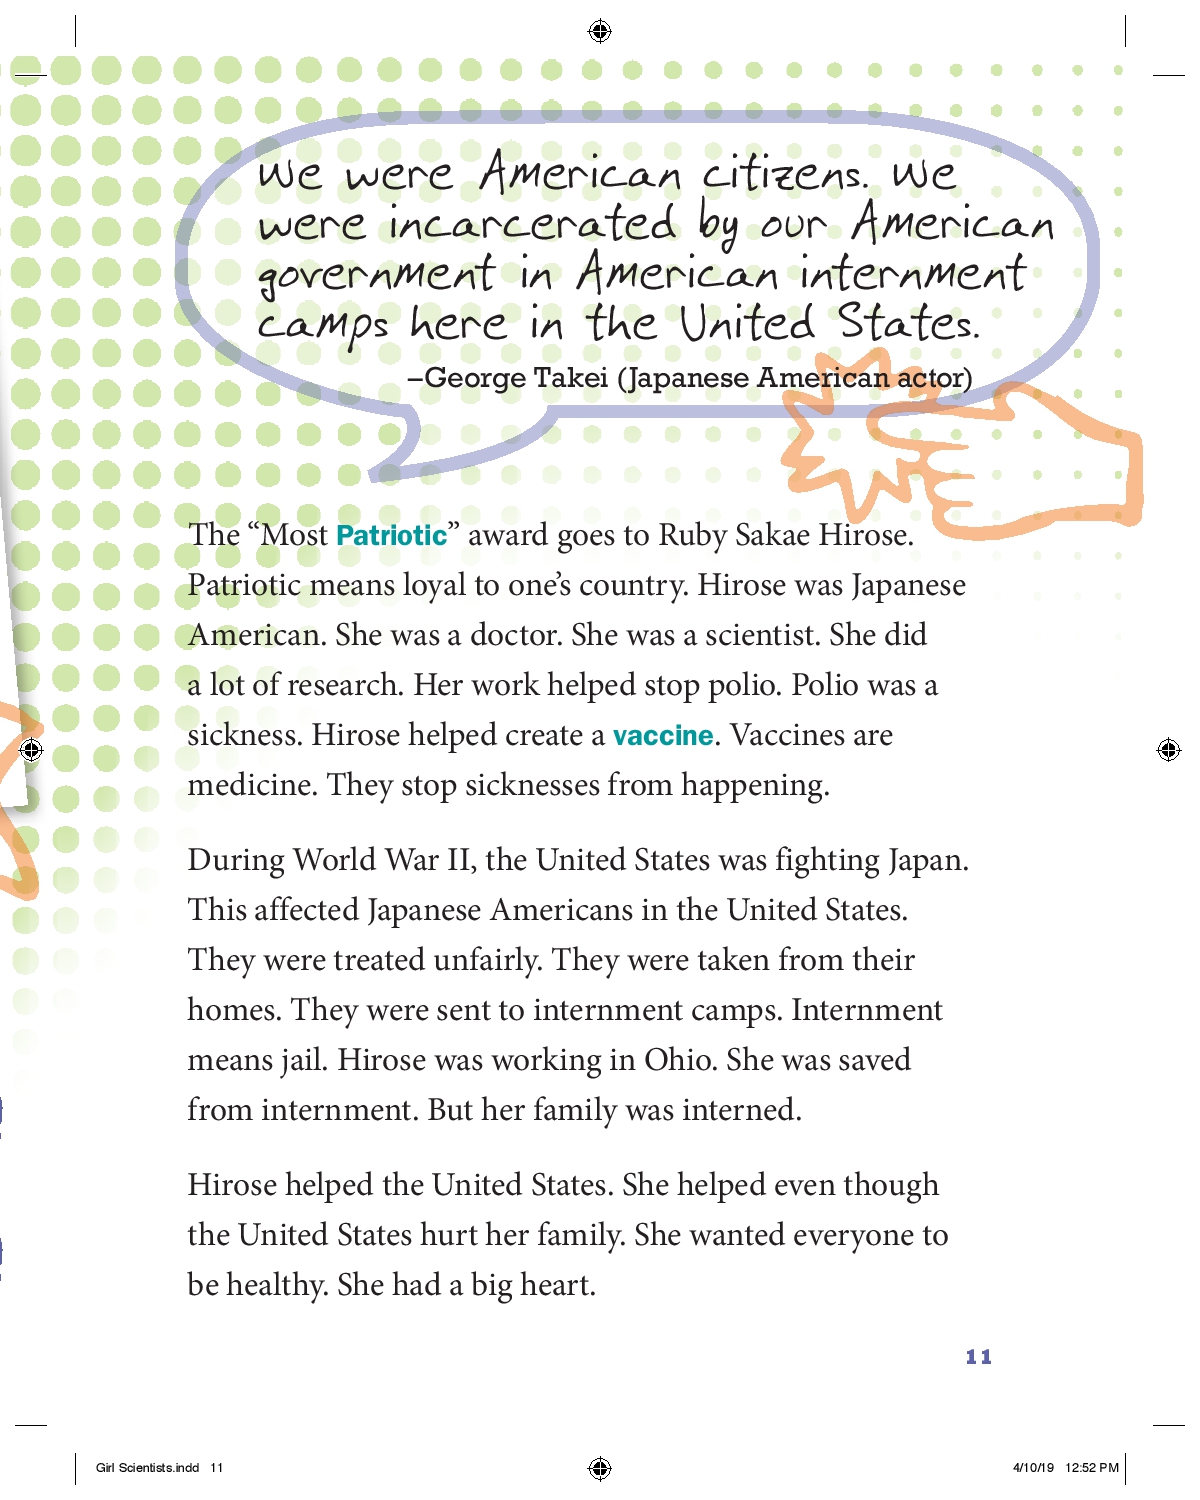 We were American citizens. We
were incarcerated by our American
government in American internment
camps here in the United States.
–George Takei (Japanese American actor)
The “Most Patriotic” award goes to Ruby Sakae Hirose.
Patriotic means loyal to one’s country. Hirose was Japanese
American. She was a doctor. She was a scientist. She did
a lot of research. Her work helped stop polio. Polio was a
sickness. Hirose helped create a vaccine. Vaccines are
medicine. They stop sicknesses from happening.
During World War II, the United States was fighting Japan.
This affected Japanese Americans in the United States.
They were treated unfairly. They were taken from their
homes. They were sent to internment camps. Internment
means jail. Hirose was working in Ohio. She was saved
from internment. But her family was interned.
Hirose helped the United States. She helped even though
the United States hurt her family. She wanted everyone to
be healthy. She had a big heart.
11
Girl Scientists.indd 11
4/10/19 12:52 PM